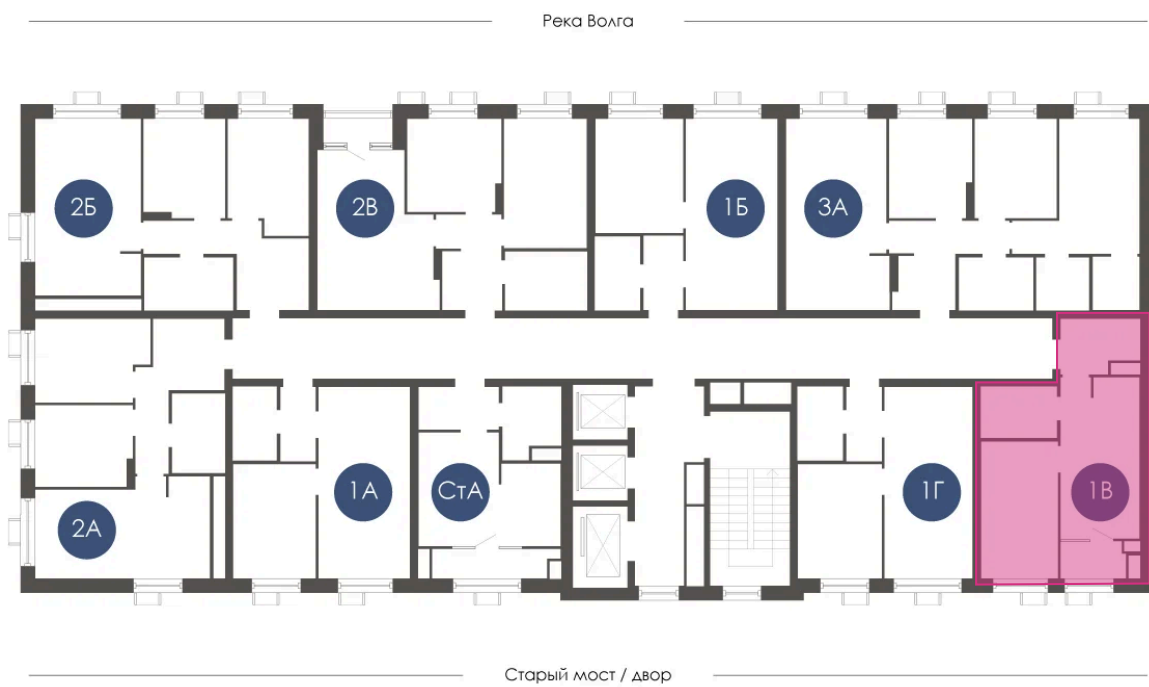 Река Волга
2Б
2В
1Б
3А
2А
1А
СтА
1Г
1В
Старый мост / двор